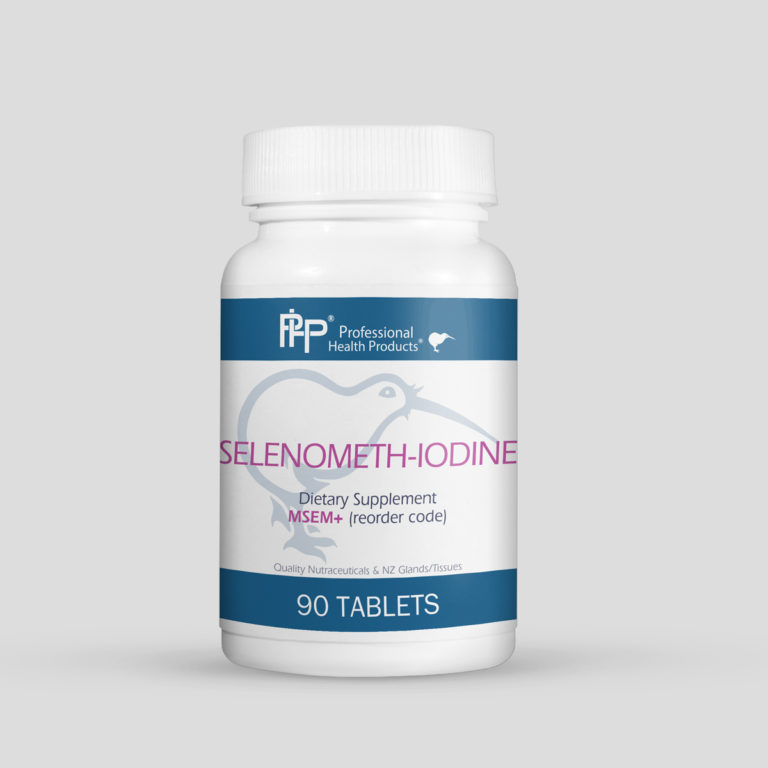 PHP® Professional
Health Products®
SELENOMETH-IODINE
Dietary Supplement
MSEM+ (reorder code)
Quality Nutraceuticals & NZ Glands/Tissues
90 TABLETS